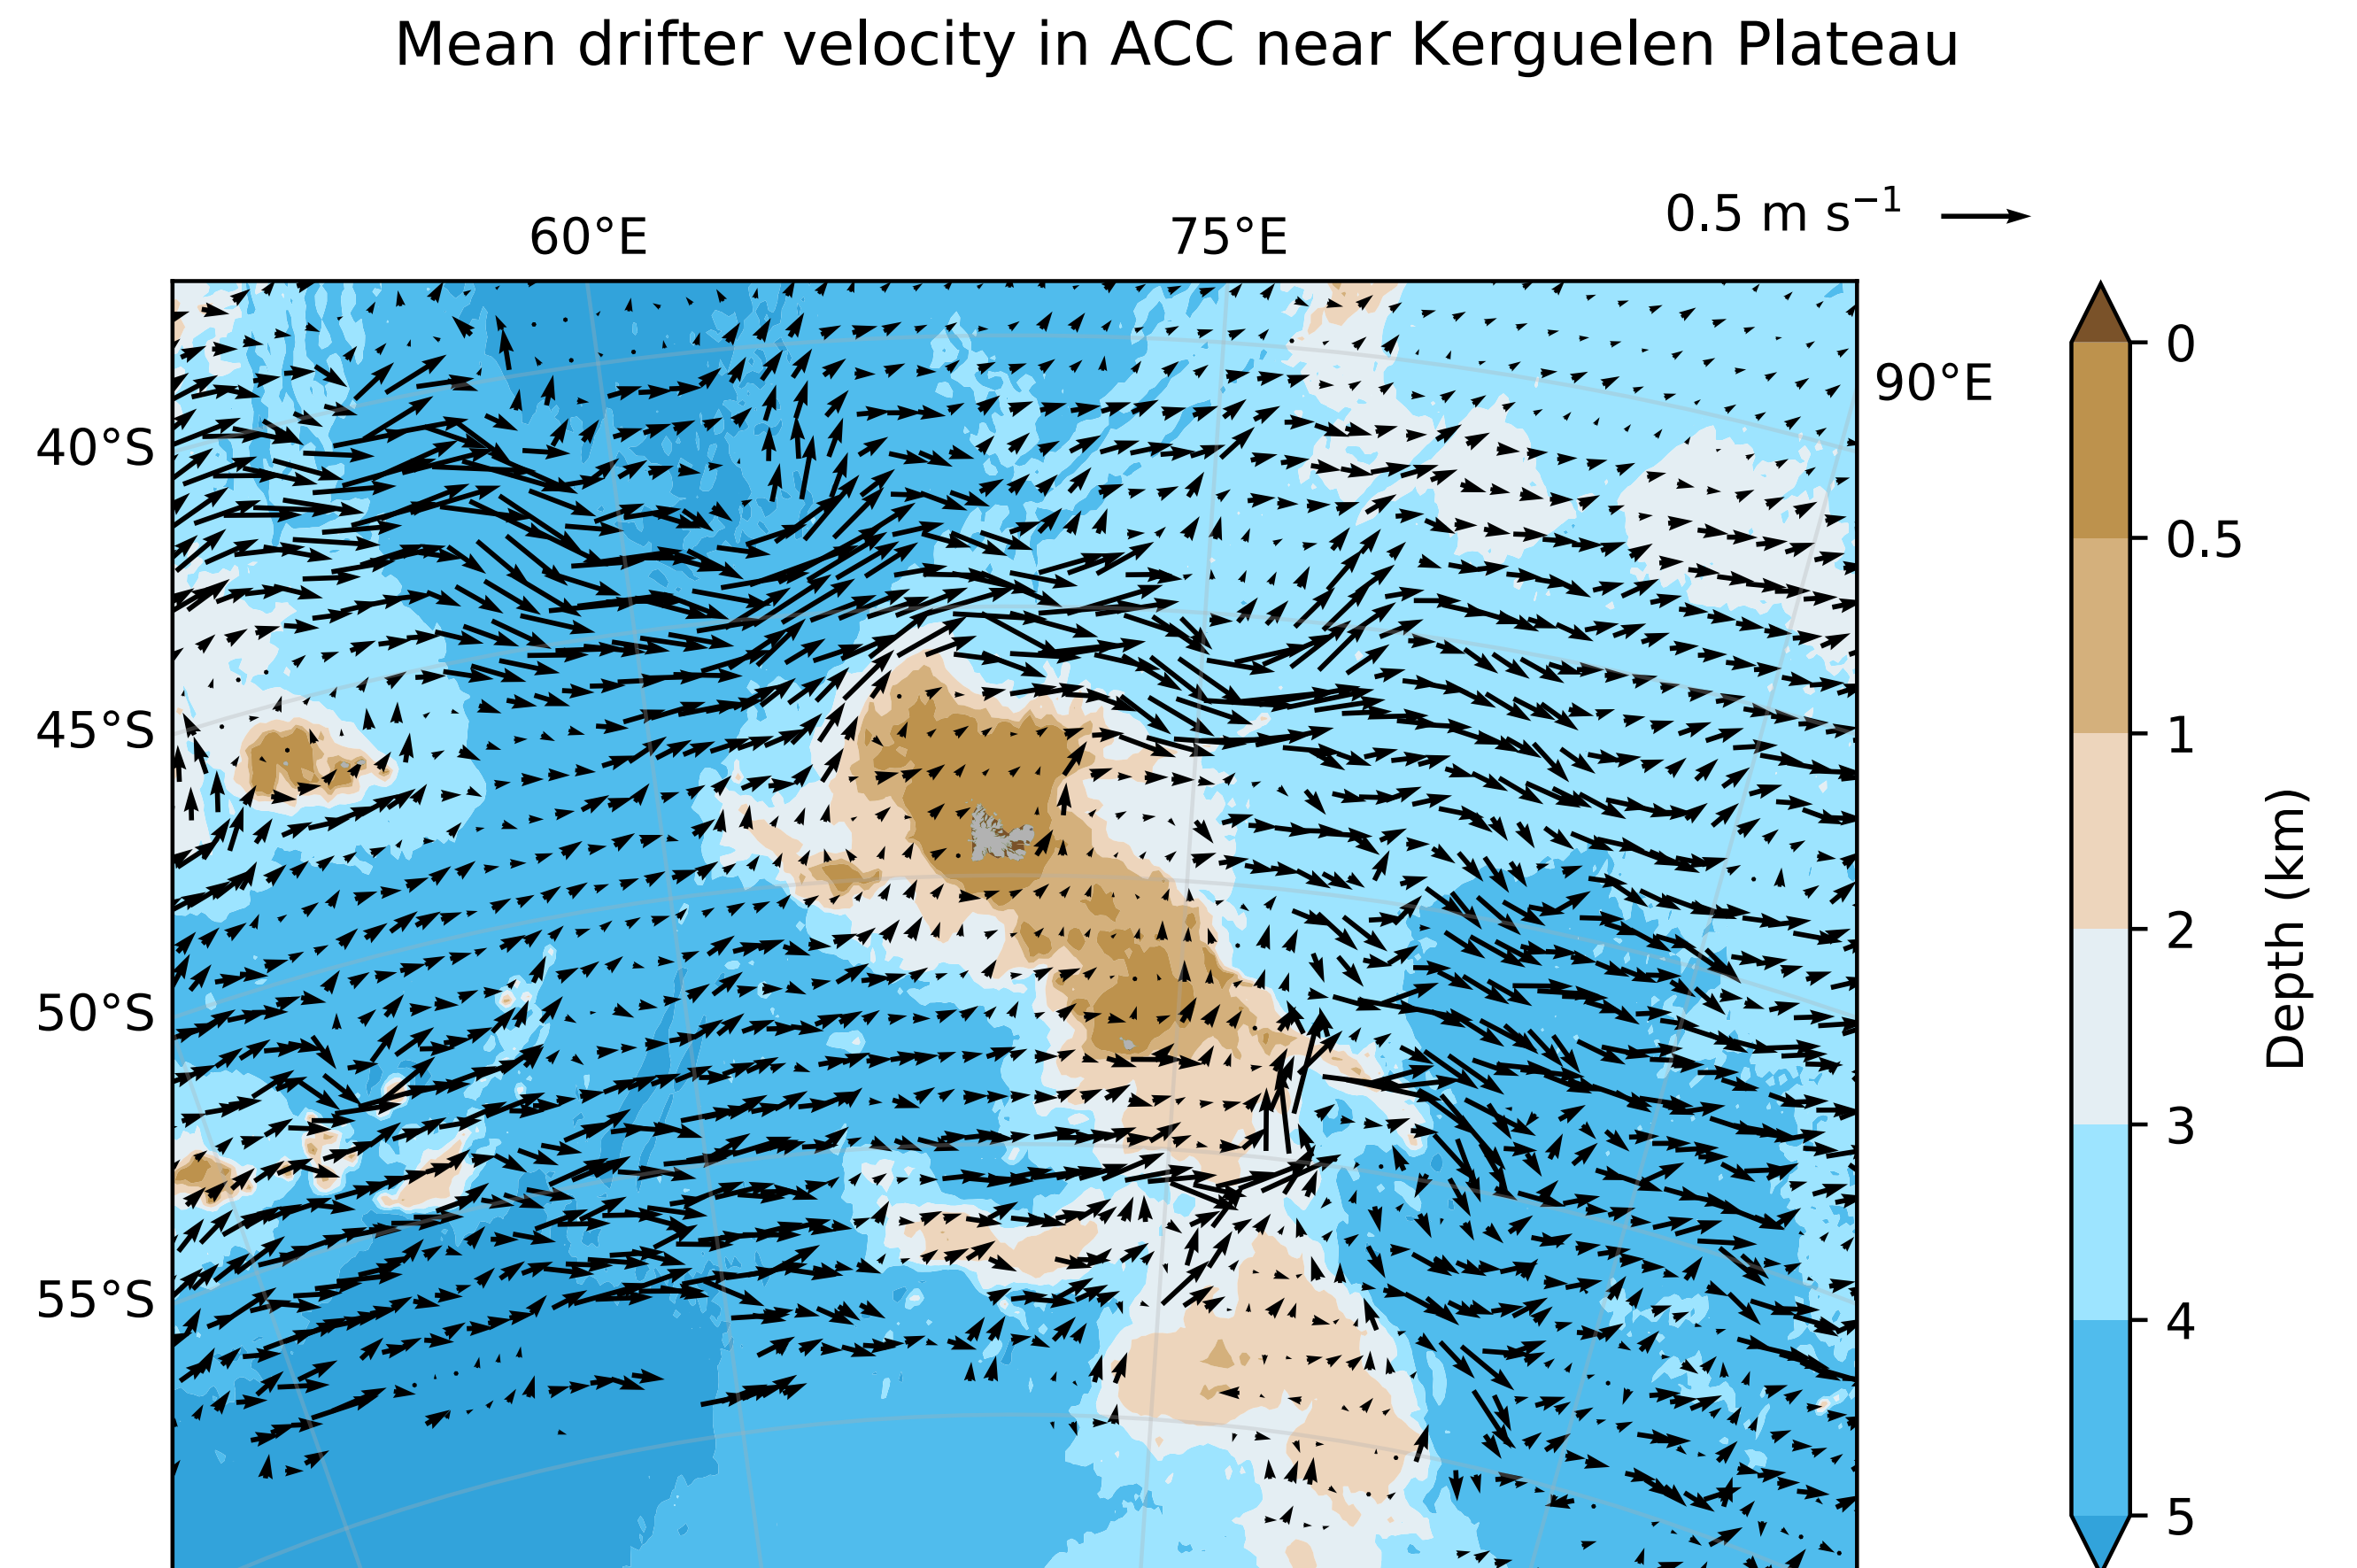 Mean drifter velocity in ACC near Kerguelen Plateau
0.5 m s⁻¹
60°E
75°E
90°E
40°S
45°S
50°S
55°S
0
0.5
1
2
3
4
5
Depth (km)